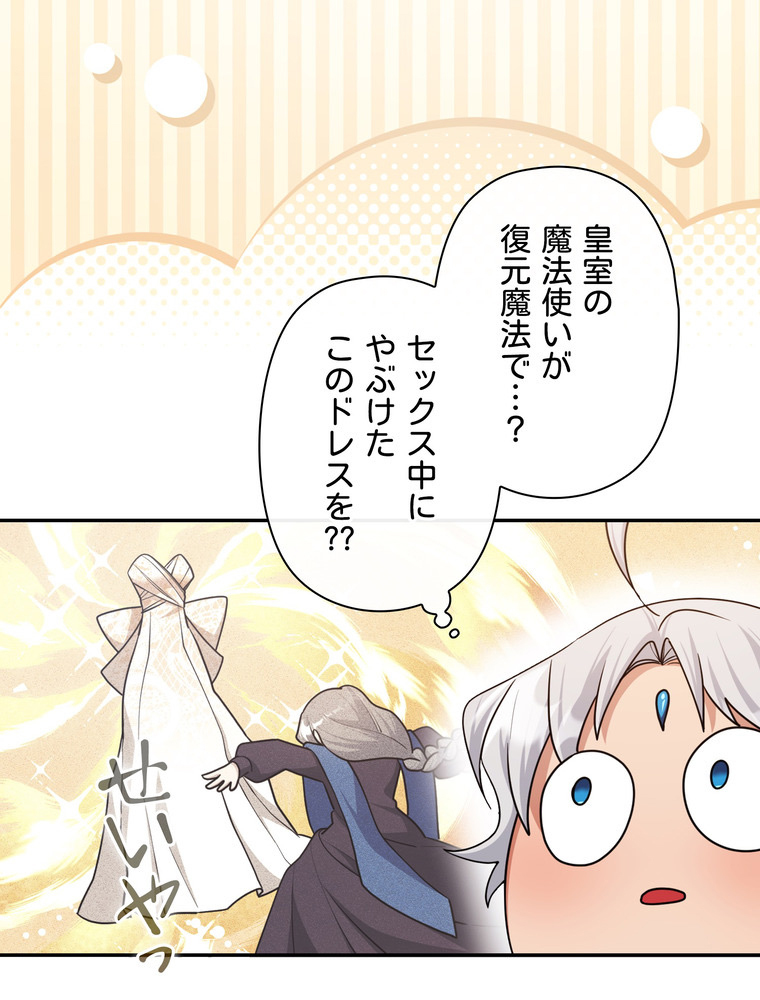 皇室の
魔法使いが
復元魔法で…?
セックス中に
やぶけた
このドレスを??
せいやっ